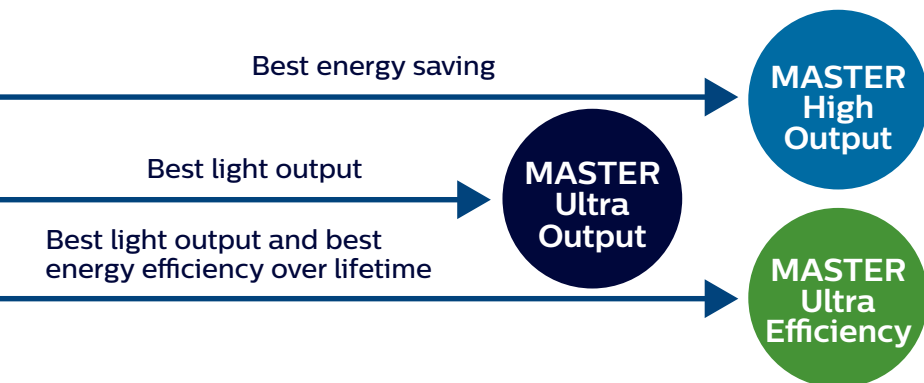 Best energy saving
MASTER
High
Output
Best light output
MASTER
Ultra
Output
Best light output and best
energy efficiency over lifetime
MASTER
Ultra
Efficiency